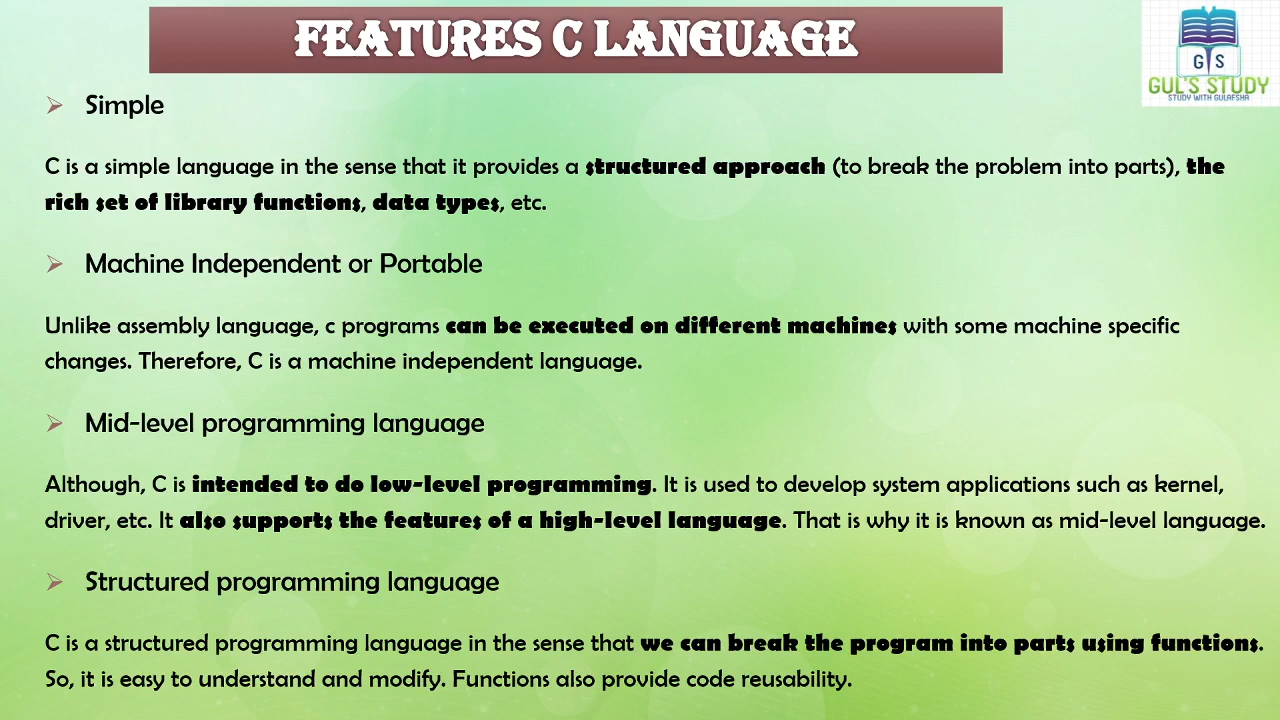 FEATURES C LANGUAGE
G S
GUL'S STUDY
STUDY WITH GULAFSHA
Simple
C is a simple language in the sense that it provides a structured approach (to break the problem into parts), the
rich set of library functions, data types, etc.
Machine Independent or Portable
Unlike assembly language, c programs can be executed on different machines with some machine specific
changes. Therefore, C is a machine independent language.
Mid-level programming language
Although, C is intended to do low-level programming. It is used to develop system applications such as kernel,
driver, etc. It also supports the features of a high-level language. That is why it is known as mid-level language.
Structured programming language
C is a structured programming language in the sense that we can break the program into parts using functions.
So, it is easy to understand and modify. Functions also provide code reusability.